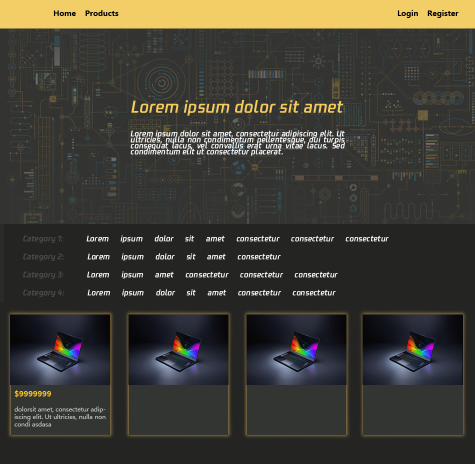 Home Products Login Register
Lorem ipsum dolor sit amet
Lorem ipsum dolor sit amet, consectetur adipiscing elit. Ut
ultricies, nulla non condimentum pellentesque, dui turpis
consequat lacus, vel convallis erat urna vitae lacus. Sed
condimentum elit ut consectetur placerat.
Category 1: Lorem ipsum dolor sit amet consectetur consectetur consectetur
Category 2: Lorem ipsum dolor sit amet consectetur
Category 3: Lorem ipsum amet consectetur consectetur consectetur
Category 4: Lorem ipsum dolor sit amet consectetur consectetur
$9999999
dolorsit amet, consectetur adip-
iscing elit. Ut ultricies, nulla non
condi asdasa